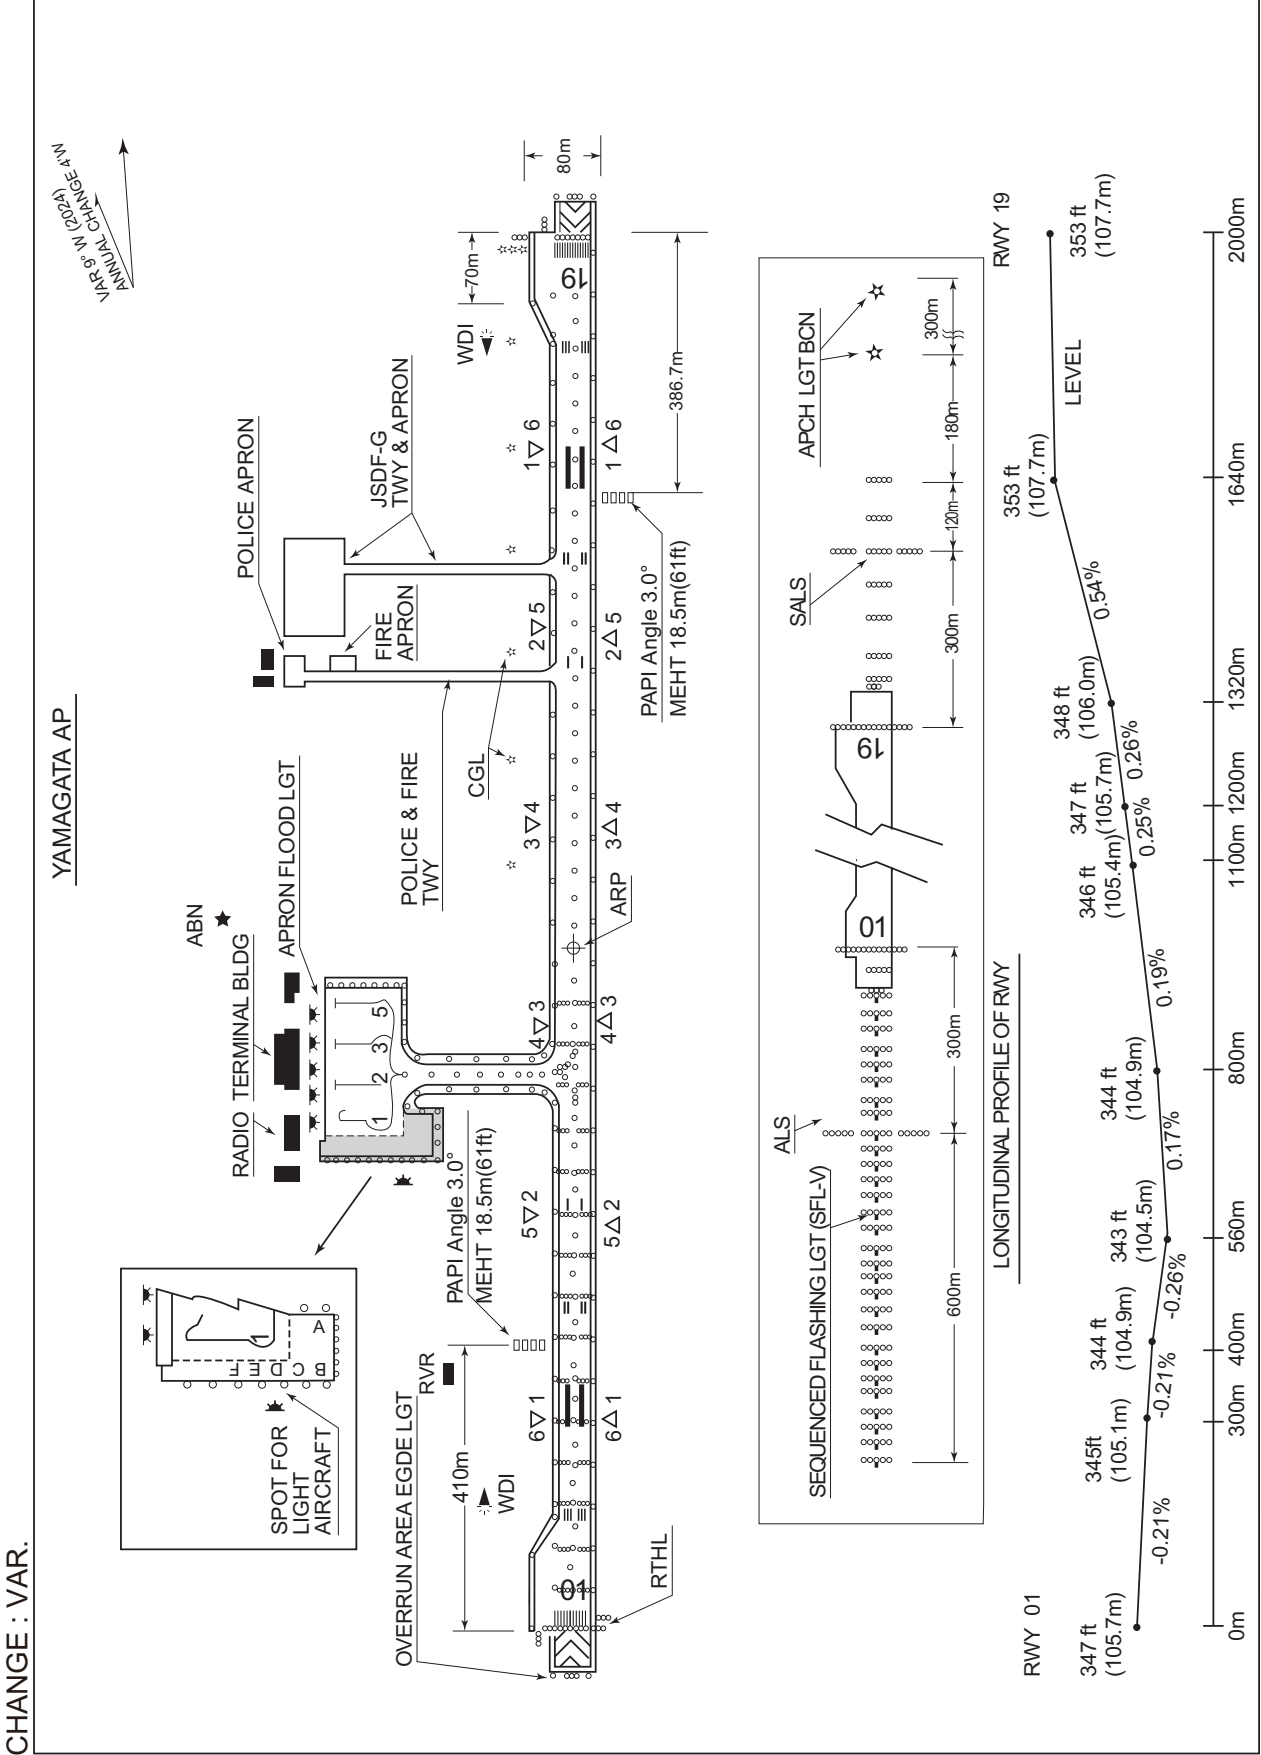 CHANGE : VAR.
YAMAGATA AP
VAR 9° W (2024)
ANNUAL CHANGE 4'W
ABN
RADIO
TERMINAL BLDG
APRON FLOOD LGT
POLICE APRON
JSDF-G
TWY & APRON
FIRE
APRON
POLICE & FIRE
TWY
CGL
WDI
70m
80m
SPOT FOR
LIGHT
AIRCRAFT
1
A
B
C
D
E
F
1
2
3
5
OVERRUN AREA EGDE LGT
410m
RVR
WDI
PAPI Angle 3.0°
MEHT 18.5m(61ft)
6 1
5 2
4 3
3 4
2 5
1 6
01
19
6 1
5 2
4 3
3 4
2 5
1 6
RTHL
ARP
PAPI Angle 3.0°
MEHT 18.5m(61ft)
386.7m
SEQUENCED FLASHING LGT (SFL-V)
ALS
SALS
APCH LGT BCN
01
19
600m
300m
300m
120m
180m
300m
LONGITUDINAL PROFILE OF RWY
RWY 01
RWY 19
347 ft
(105.7m)
345ft
(105.1m)
344 ft
(104.9m)
343 ft
(104.5m)
344 ft
(104.9m)
346 ft
(105.4m)
347 ft
(105.7m)
348 ft
(106.0m)
353 ft
(107.7m)
353 ft
(107.7m)
-0.21%
-0.21%
-0.26%
0.17%
0.19%
0.25%
0.26%
0.54%
LEVEL
0m
300m
400m
560m
800m
1100m
1200m
1320m
1640m
2000m